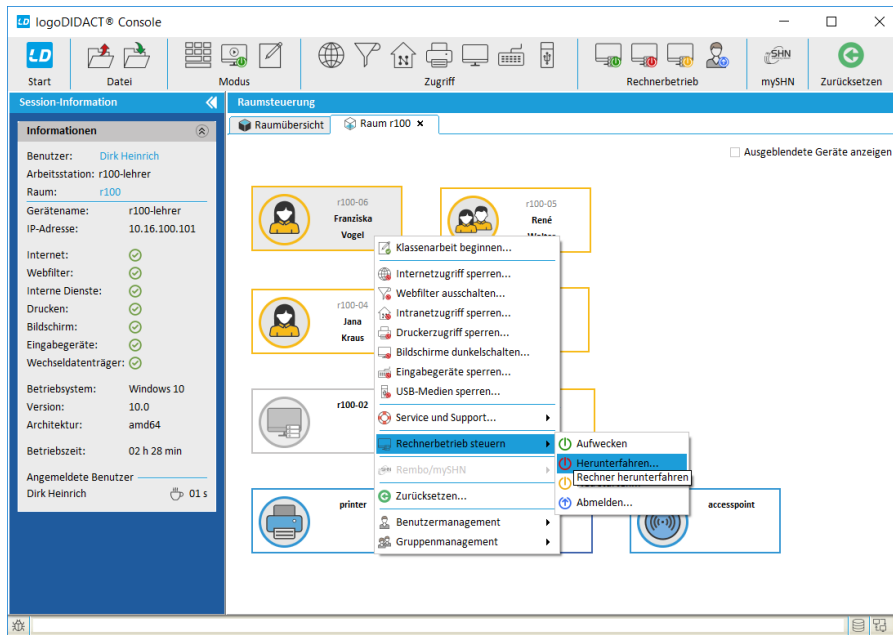 LD logoDIDACT® Console
LD
Start
Datei
Modus
Zugriff
Rechnerbetrieb
SHN
mySHN
Zurücksetzen
Session-Information
Raumsteuerung
Informationen
Benutzer: Dirk Heinrich
Arbeitsstation: r100-lehrer
Raum: r100
Gerätename: r100-lehrer
IP-Adresse: 10.16.100.101
Internet:
Webfilter:
Interne Dienste:
Drucken:
Bildschirm:
Eingabegeräte:
Wechseldatenträger:
Betriebsystem: Windows 10
Version: 10.0
Architektur: amd64
Betriebszeit: 02 h 28 min
Angemeldete Benutzer
Dirk Heinrich 01 s
Raumübersicht
Raum r100
Ausgeblendete Geräte anzeigen
r100-06
Franziska
Vogel
r100-05
René
r100-04
Jana
Kraus
r100-02
printer
accesspoint
Klassenarbeit beginnen...
Internetzugriff sperren...
Webfilter ausschalten...
Intranetzugriff sperren...
Druckerzugriff sperren...
Bildschirme dunkelschalten...
Eingabegeräte sperren...
USB-Medien sperren...
Service und Support...
Rechnerbetrieb steuern
Rembo/mySHN
Zurücksetzen...
Benutzermanagement
Gruppenmanagement
Aufwecken
Herunterfahren...
Rechner herunterfahren
Abmelden...